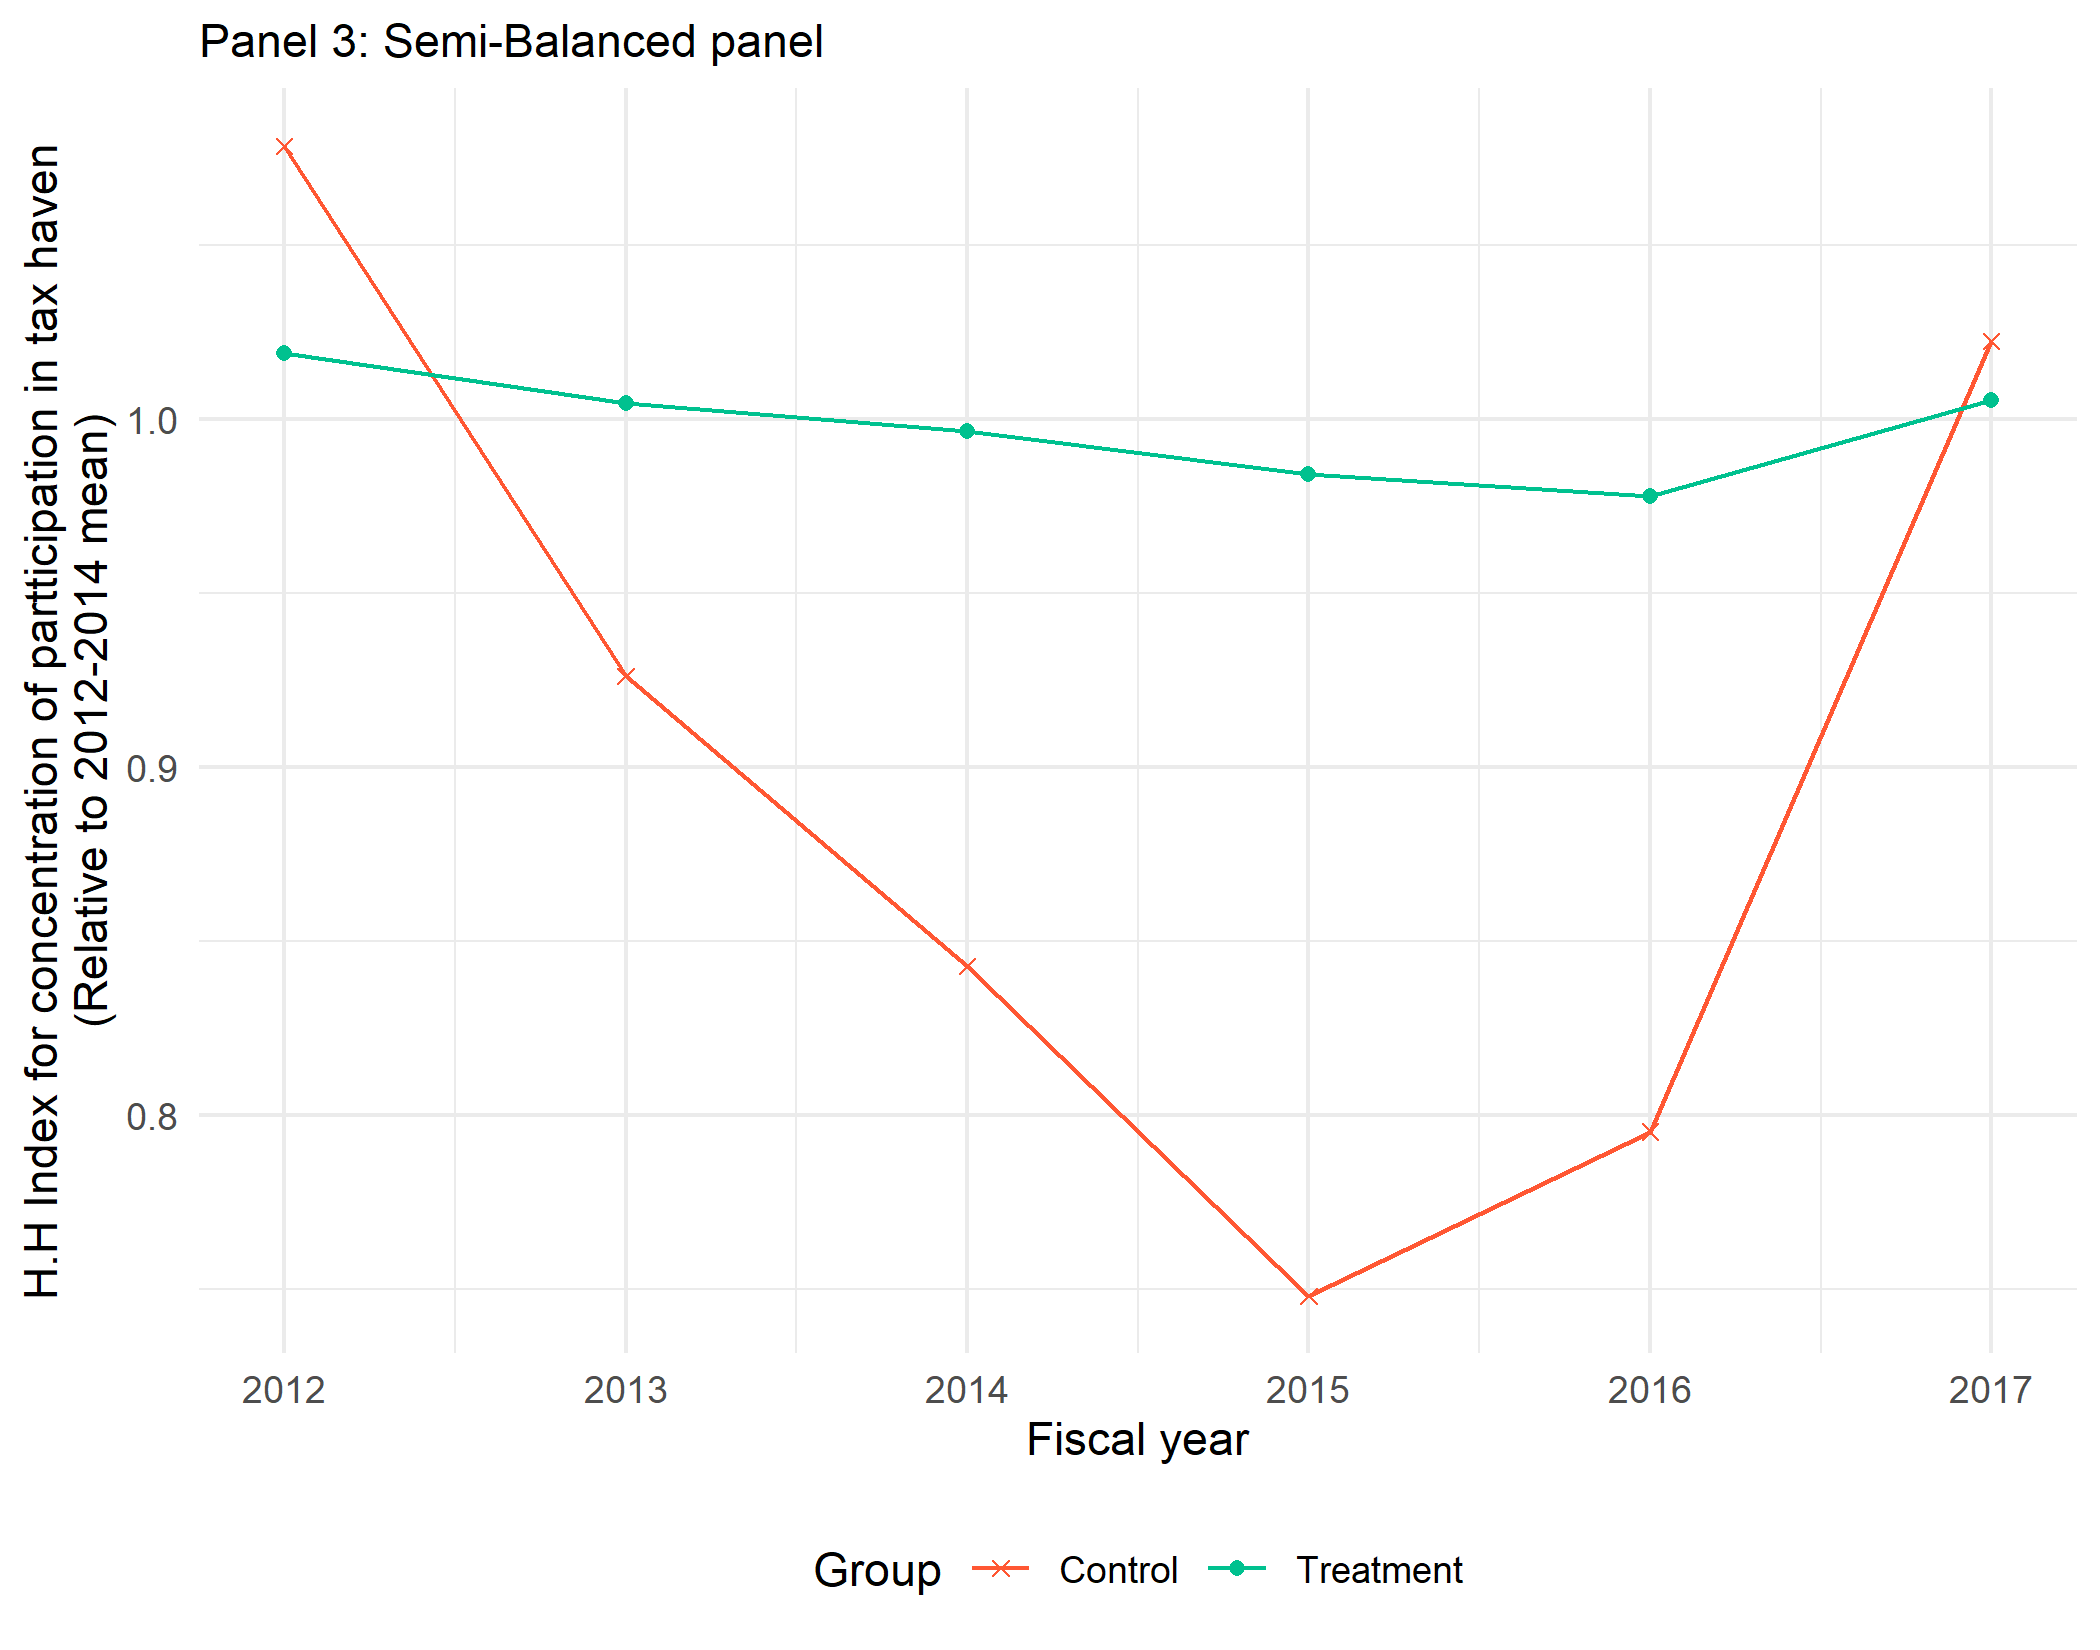 Panel 3: Semi-Balanced panel
H.H Index for concentration of participation in tax haven
(Relative to 2012-2014 mean)
1.0
0.9
0.8
2012 2013 2014 2015 2016 2017
Fiscal year
Group Control Treatment